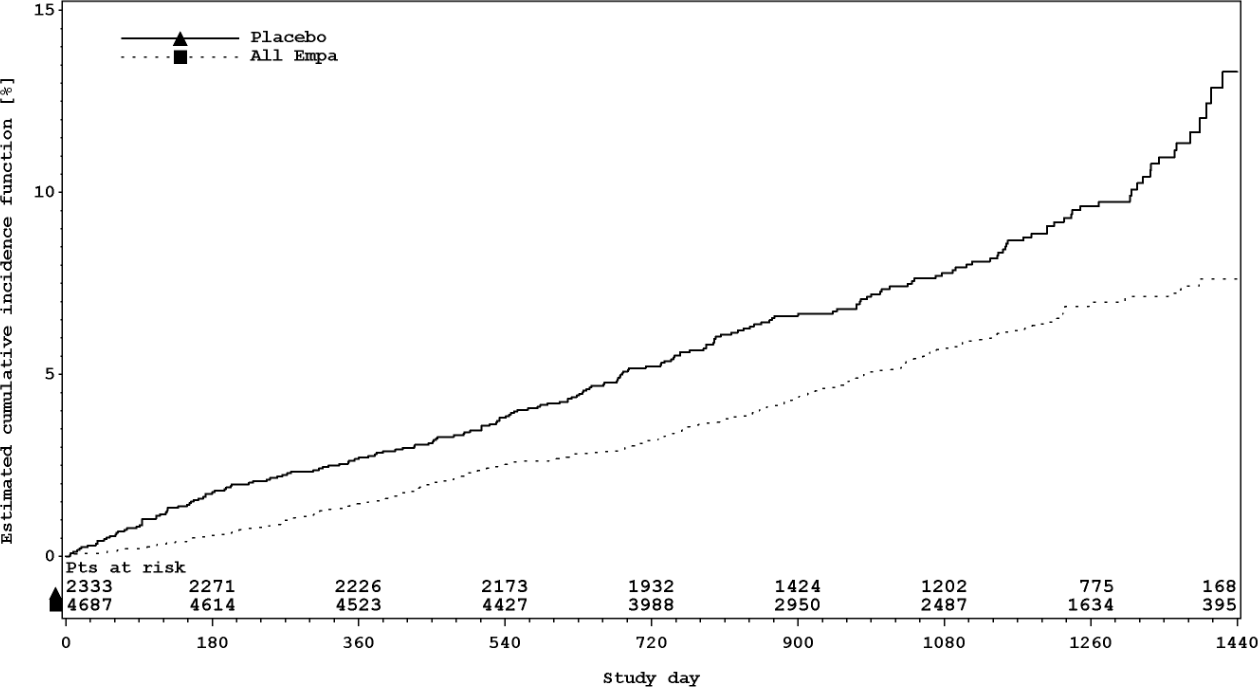 15
Placebo
All Empa
10
Estimated cumulative incidence function [%]
5
0
Pts at risk
2333 2271 2226 2173 1932 1424 1202 775 168
4687 4614 4523 4427 3988 2950 2487 1634 395
0 180 360 540 720 900 1080 1260 1440
Study day